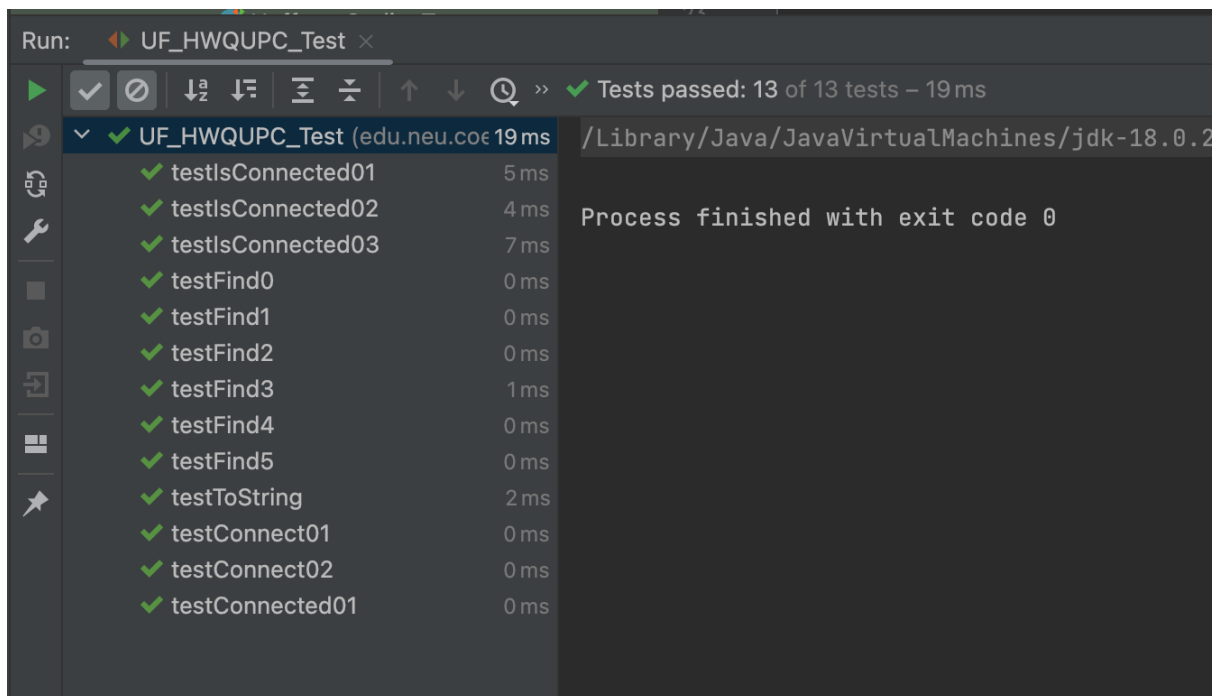 Run: UF_HWQUPC_Test ×
Tests passed: 13 of 13 tests – 19 ms
UF_HWQUPC_Test (edu.neu.coe 19 ms
testIsConnected01 5 ms
testIsConnected02 4 ms
testIsConnected03 7 ms
testFind0 0 ms
testFind1 0 ms
testFind2 0 ms
testFind3 1 ms
testFind4 0 ms
testFind5 0 ms
testToString 2 ms
testConnect01 0 ms
testConnect02 0 ms
testConnected01 0 ms
/Library/Java/JavaVirtualMachines/jdk-18.0.2
Process finished with exit code 0